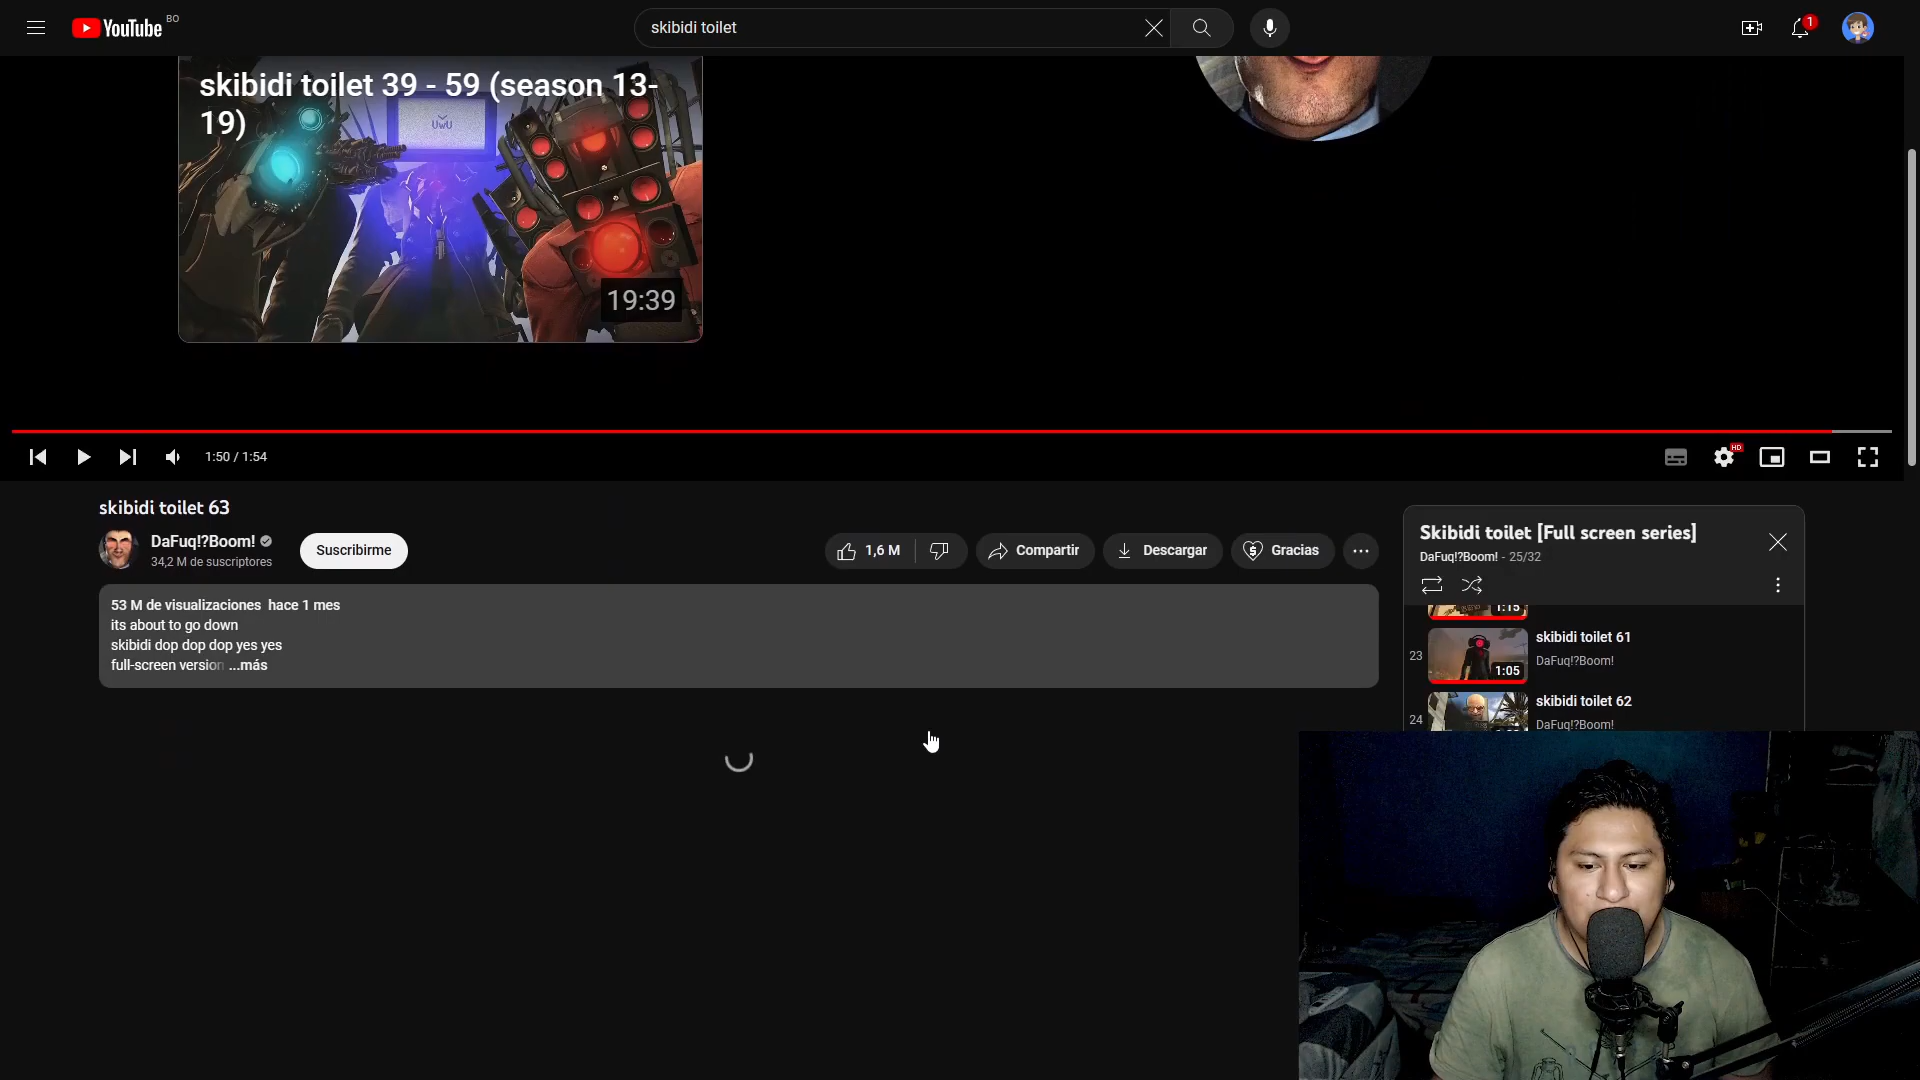 YouTube BO
skibidi toilet
1
skibidi toilet 39 - 59 (season 13-
19)
UwU
19:39
1:50 / 1:54
HD
skibidi toilet 63
DaFuq!?Boom!
34,2 M de suscriptores
Suscribirme
1,6 M
Compartir
Descargar
Gracias
53 M de visualizaciones hace 1 mes
its about to go down
skibidi dop dop dop yes yes
full-screen version ...más
Skibidi toilet [Full screen series]
DaFuq!?Boom! - 25/32
1:15
23
1:05
skibidi toilet 61
DaFuq!?Boom!
24
skibidi toilet 62
DaFuq!?Boom!